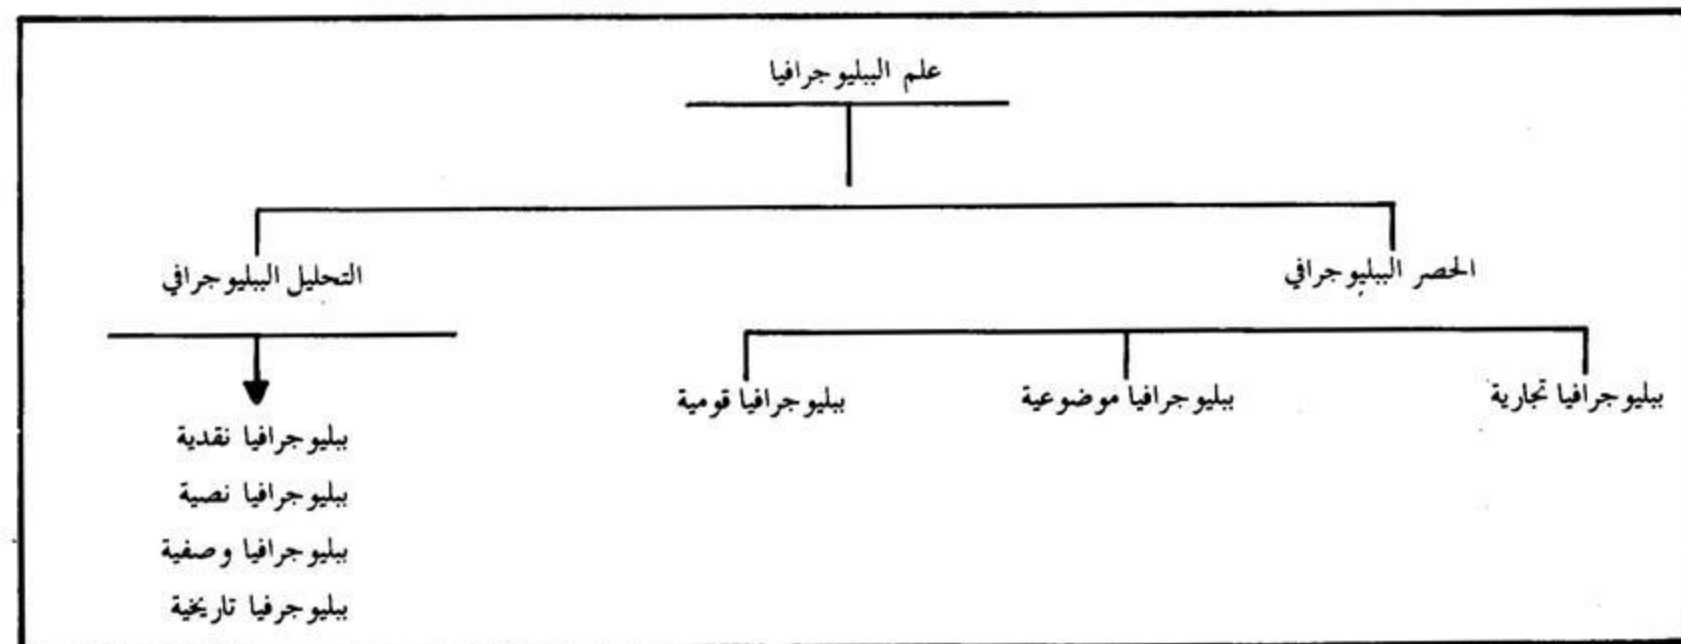 علم الببليوجرافيا
الحصر الببليوجرافي
التحليل الببليوجرافي
ببليوجرافيا تجارية
ببليوجرافيا موضوعية
ببليوجرافيا قومية
ببليوجرافيا نقدية
ببليوجرافيا نصية
ببليوجرافيا وصفية
ببليوجرفيا تاريخية